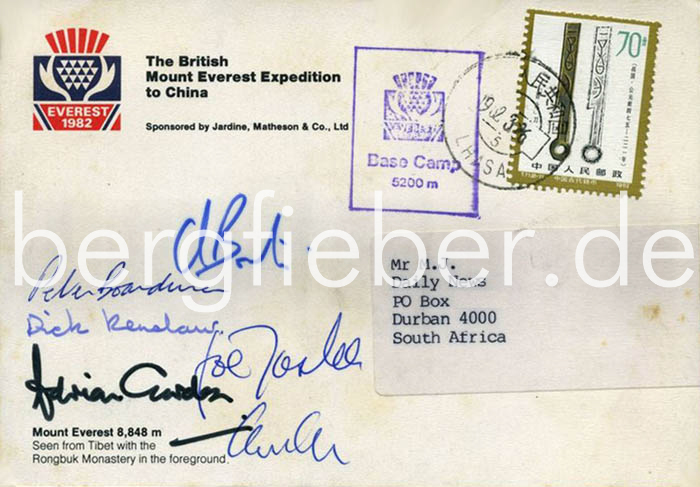 The British
Mount Everest Expedition
to China
Sponsored by Jardine, Matheson & Co., Ltd
EVEREST
1982
Base Camp
5200 m
LHASA
70分
中国人民邮政
bergfieber.de
Peter Boardman
Dick Renshaw
Joe Tasker
Adrian Gordon
Mr M.J.
Daily News
PO Box
Durban 4000
South Africa
Mount Everest 8,848 m
Seen from Tibet with the
Rongbuk Monastery in the foreground.